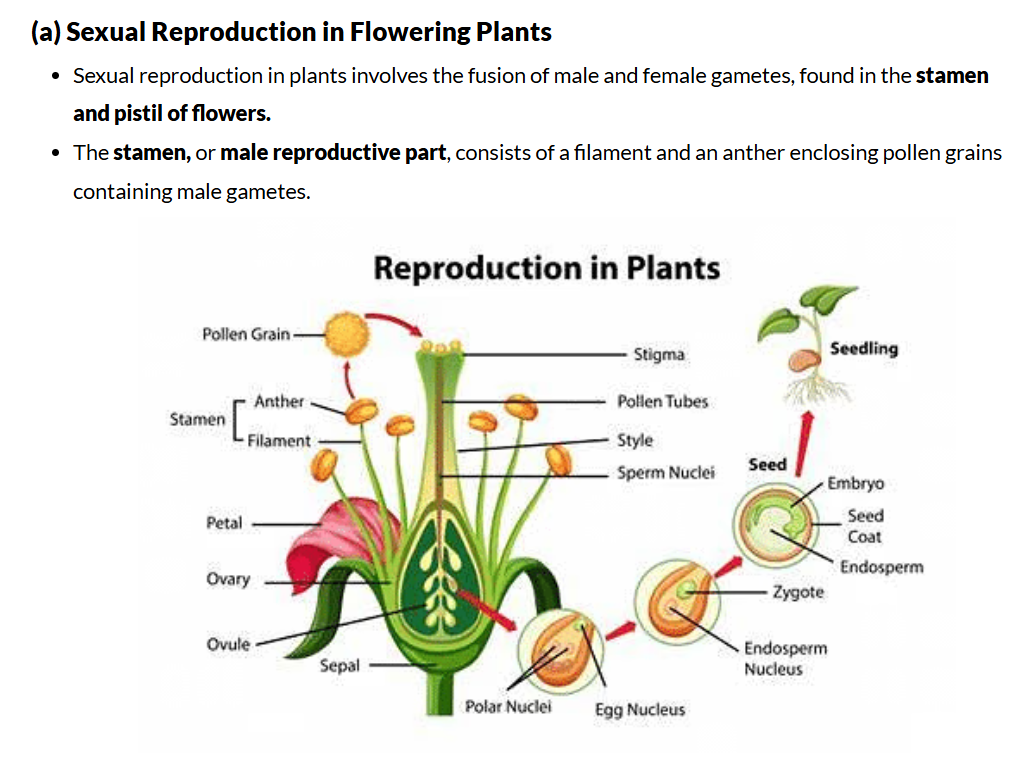 (a) Sexual Reproduction in Flowering Plants
Sexual reproduction in plants involves the fusion of male and female gametes, found in the stamen
and pistil of flowers.
The stamen, or male reproductive part, consists of a filament and an anther enclosing pollen grains
containing male gametes.
Reproduction in Plants
Pollen Grain
Stigma
Seedling
Anther
Stamen
Filament
Pollen Tubes
Style
Sperm Nuclei
Seed
Embryo
Seed
Coat
Endosperm
Petal
Ovary
Zygote
Ovule
Sepal
Endosperm
Nucleus
Polar Nuclei
Egg Nucleus